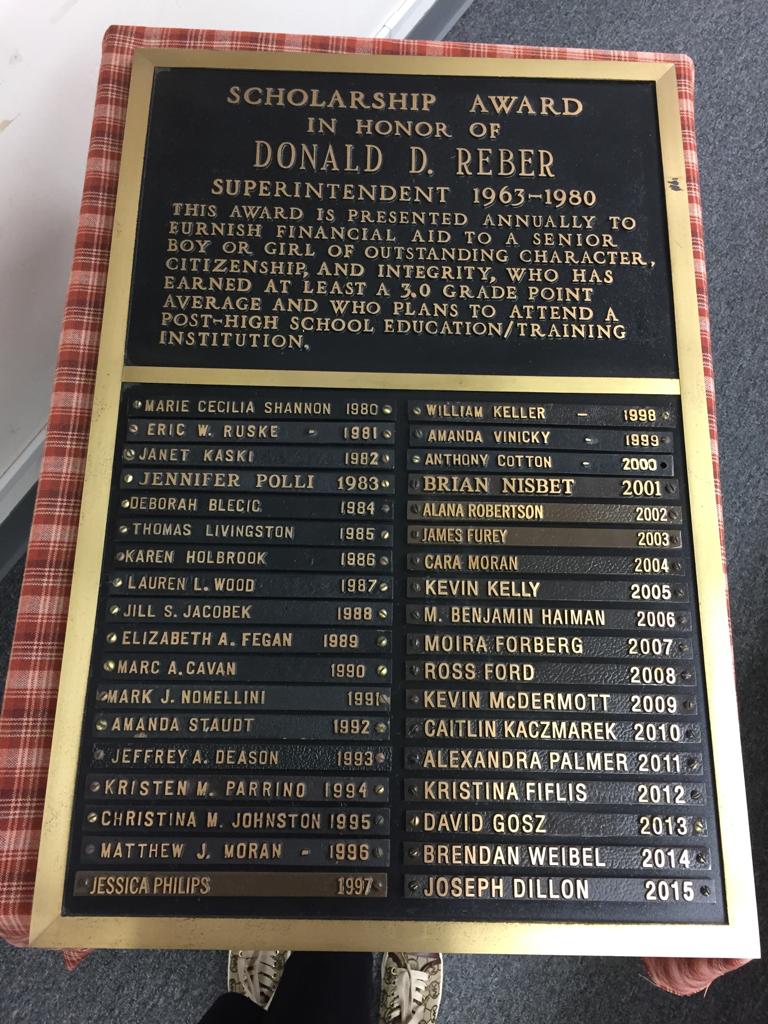 SCHOLARSHIP AWARD
IN HONOR OF
DONALD D. REBER
SUPERINTENDENT 1963-1980
THIS AWARD IS PRESENTED ANNUALLY TO
FURNISH FINANCIAL AID TO A SENIOR
BOY OR GIRL OF OUTSTANDING CHARACTER,
CITIZENSHIP, AND INTEGRITY, WHO HAS
EARNED AT LEAST A 3.0 GRADE POINT
AVERAGE AND WHO PLANS TO ATTEND A
POST-HIGH SCHOOL EDUCATION/TRAINING
INSTITUTION.
MARIE CECILIA SHANNON 1980
ERIC W. RUSKE - 1981
JANET KASKI 1982
JENNIFER POLLI 1983
DEBORAH BLECIC 1984
THOMAS LIVINGSTON 1985
KAREN HOLBROOK 1986
LAUREN L. WOOD 1987
JILL S. JACOBEK 1988
ELIZABETH A. FEGAN 1989
MARC A. CAVAN 1990
MARK J. NOMELLINI 1991
AMANDA STAUDT 1992
JEFFREY A. DEASON 1993
KRISTEN M. PARRINO 1994
CHRISTINA M. JOHNSTON 1995
MATTHEW J. MORAN - 1996
JESSICA PHILIPS 1997
WILLIAM KELLER - 1998
AMANDA VINICKY - 1999
ANTHONY COTTON - 2000
BRIAN NISBET 2001
ALANA ROBERTSON 2002
JAMES FUREY 2003
CARA MORAN 2004
KEVIN KELLY 2005
M. BENJAMIN HAIMAN 2006
MOIRA FORBERG 2007
ROSS FORD 2008
KEVIN McDERMOTT 2009
CAITLIN KACZMAREK 2010
ALEXANDRA PALMER 2011
KRISTINA FIFLIS 2012
DAVID GOSZ 2013
BRENDAN WEIBEL 2014
JOSEPH DILLON 2015